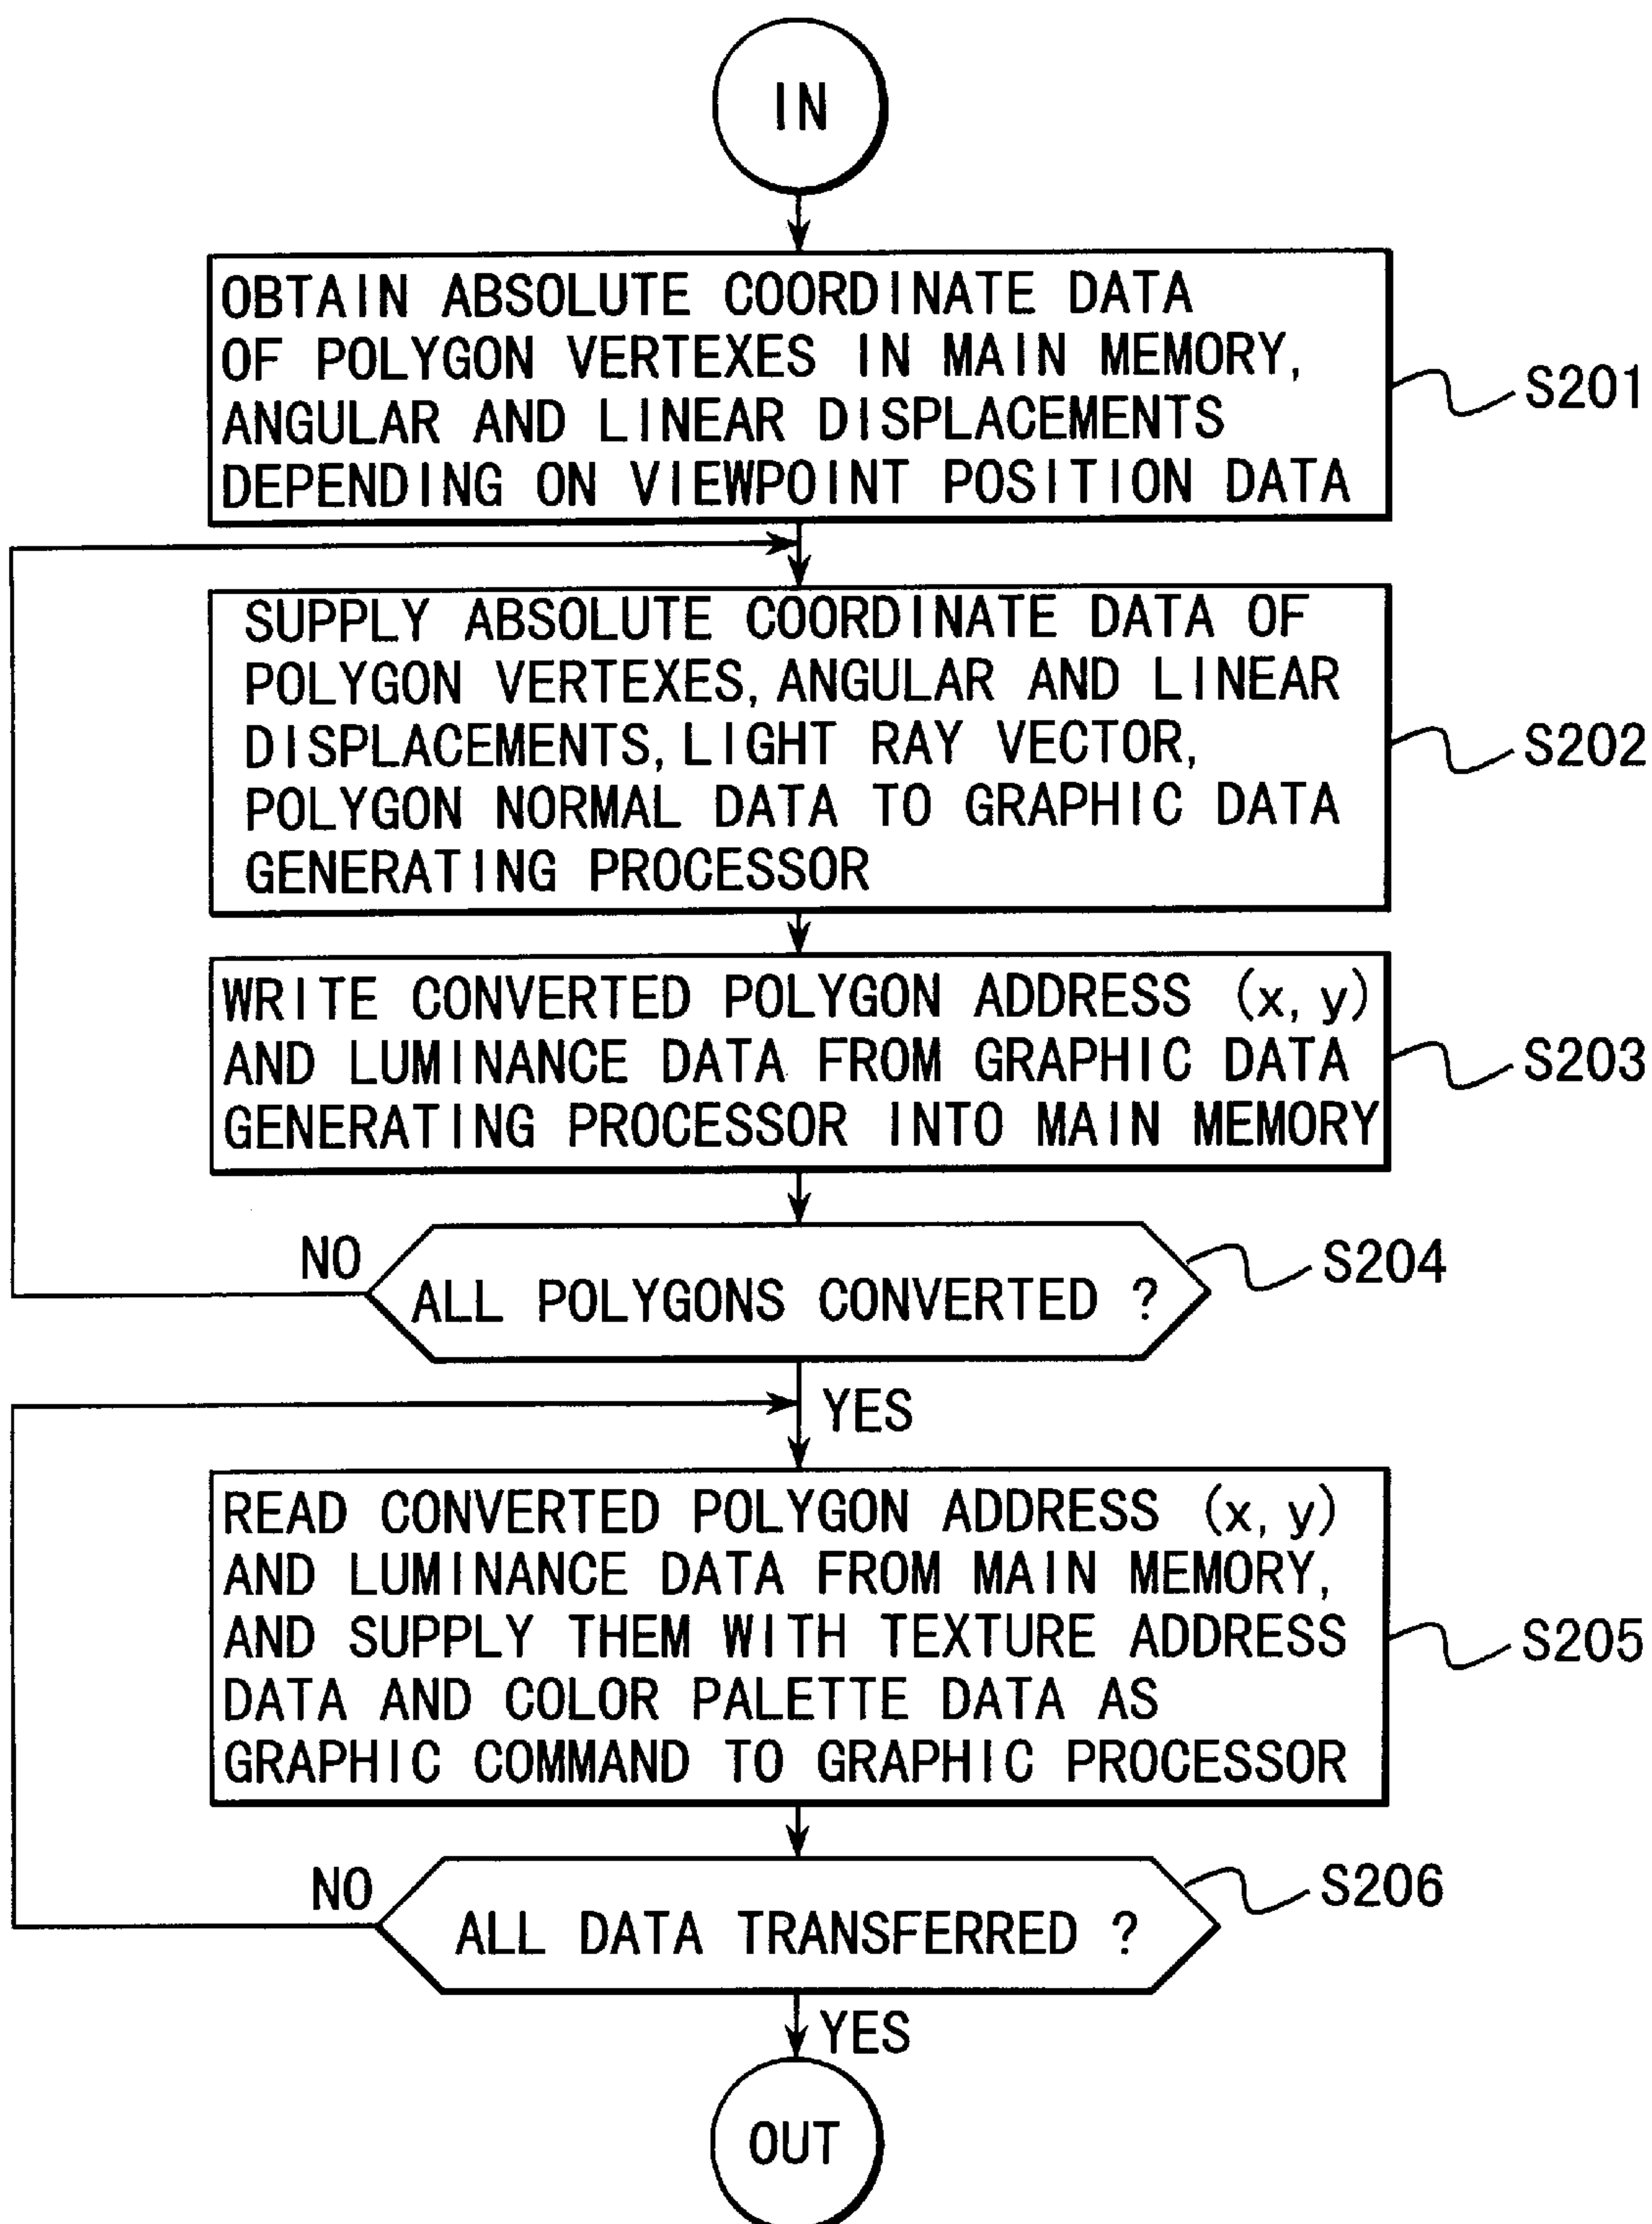 IN
OBTAIN ABSOLUTE COORDINATE DATA
OF POLYGON VERTEXES IN MAIN MEMORY,
ANGULAR AND LINEAR DISPLACEMENTS
DEPENDING ON VIEWPOINT POSITION DATA
S201
SUPPLY ABSOLUTE COORDINATE DATA OF
POLYGON VERTEXES, ANGULAR AND LINEAR
DISPLACEMENTS, LIGHT RAY VECTOR,
POLYGON NORMAL DATA TO GRAPHIC DATA
GENERATING PROCESSOR
S202
WRITE CONVERTED POLYGON ADDRESS (x, y)
AND LUMINANCE DATA FROM GRAPHIC DATA
GENERATING PROCESSOR INTO MAIN MEMORY
S203
NO
ALL POLYGONS CONVERTED ?
S204
YES
READ CONVERTED POLYGON ADDRESS (x, y)
AND LUMINANCE DATA FROM MAIN MEMORY,
AND SUPPLY THEM WITH TEXTURE ADDRESS
DATA AND COLOR PALETTE DATA AS
GRAPHIC COMMAND TO GRAPHIC PROCESSOR
S205
NO
ALL DATA TRANSFERRED ?
S206
YES
OUT